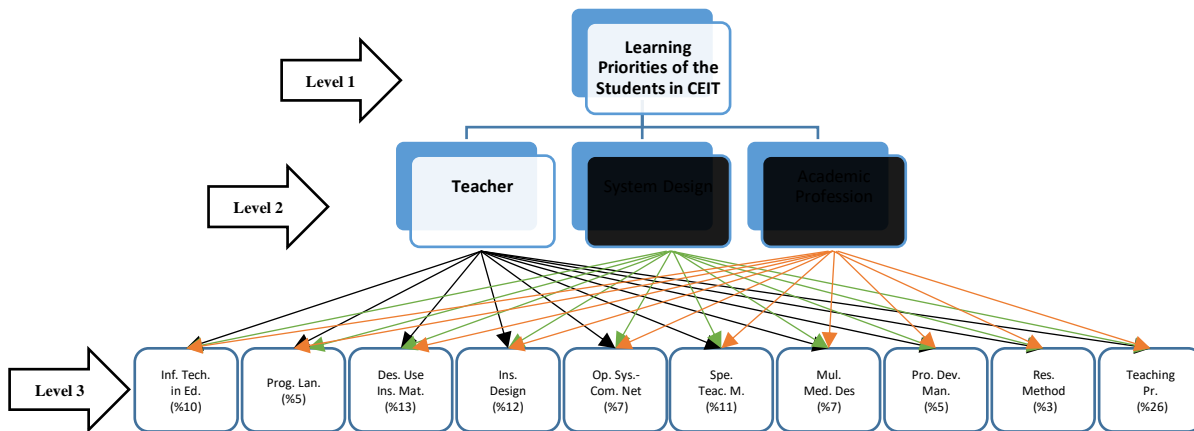 Learning
Priorities of the
Students in CEIT
Level 1
Teacher
System Design
Academic
Profession
Level 2
Level 3
Inf. Tech.
in Ed.
(%10)
Prog. Lan.
(%5)
Des. Use
Ins. Mat.
(%13)
Ins.
Design
(%12)
Op. Sys.-
Com. Net
(%7)
Spe.
Teac. M.
(%11)
Mul.
Med. Des
(%7)
Pro. Dev.
Man.
(%5)
Res.
Method
(%3)
Teaching
Pr.
(%26)